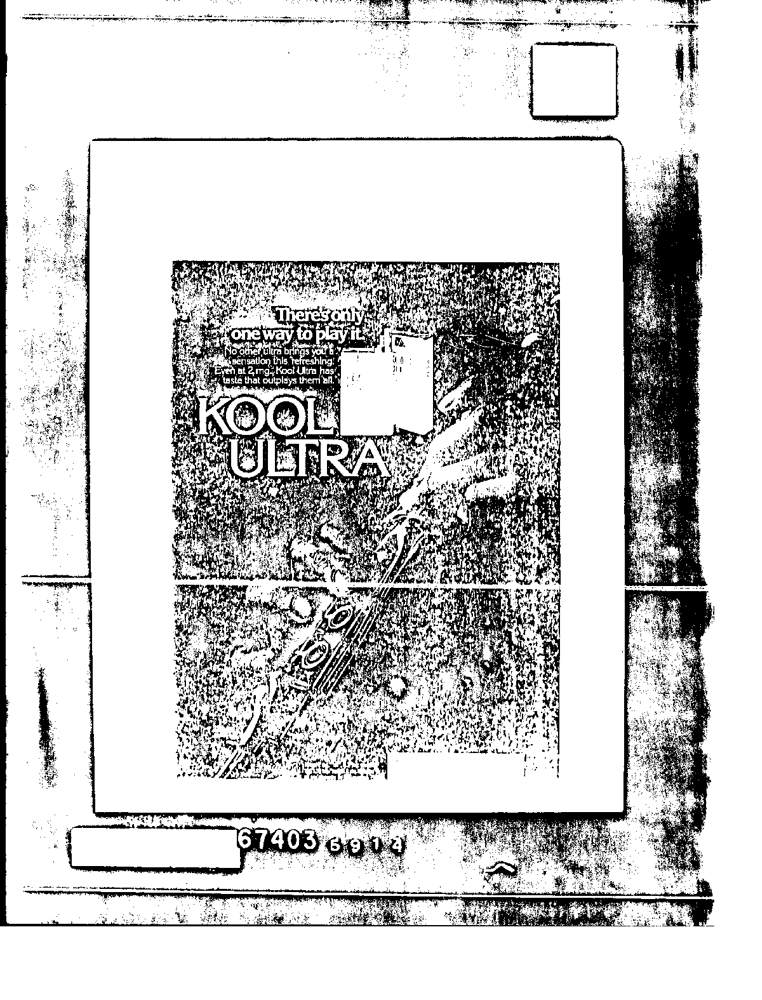 There's only
one way to play it.
No other ultra brings you a
sensation this refreshing.
Even at 2 mg., Kool Ultra has
taste that outplays them all.
KOOL
ULTRA
67403 6914